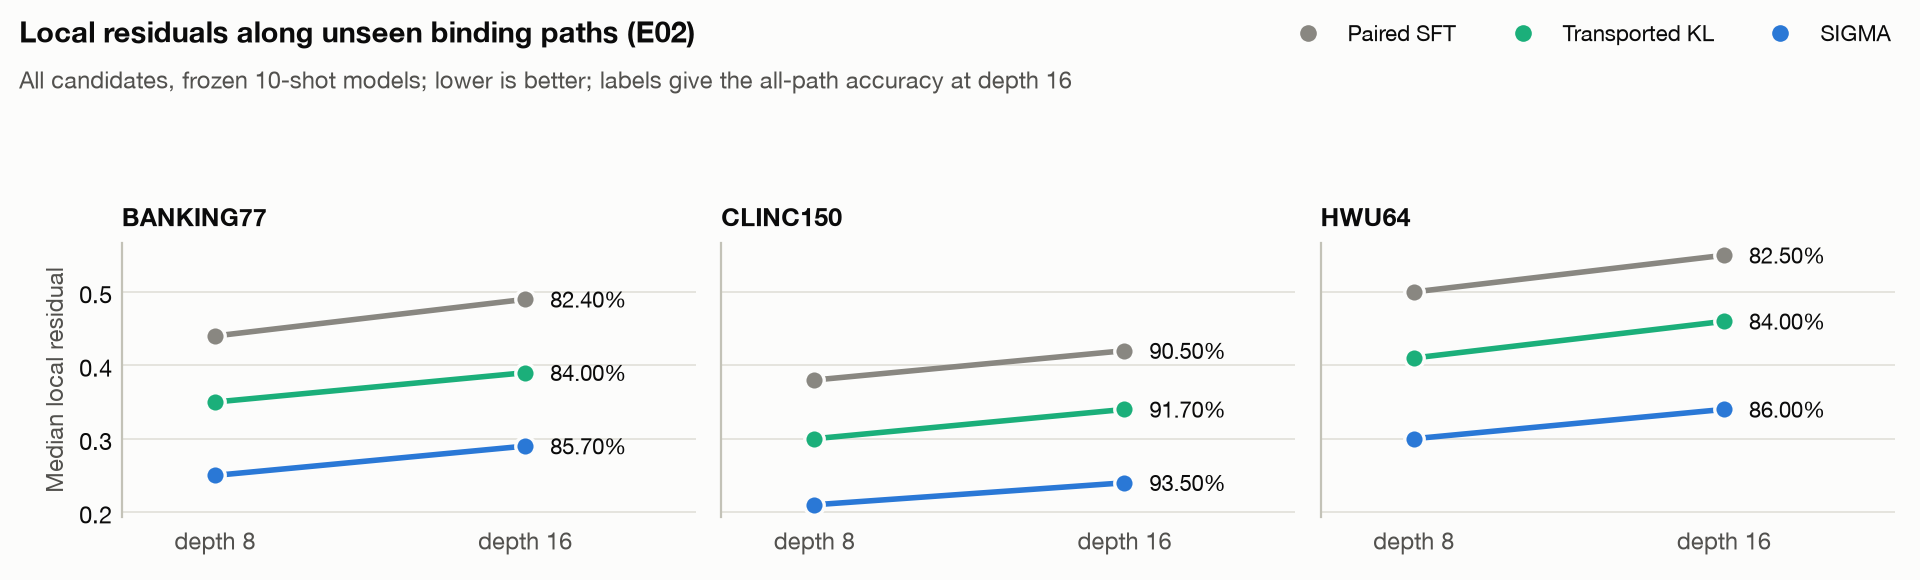 Local residuals along unseen binding paths (E02)
Paired SFT
Transported KL
SIGMA
All candidates, frozen 10-shot models; lower is better; labels give the all-path accuracy at depth 16
BANKING77
CLINC150
HWU64
Median local residual
0.5
0.4
0.3
0.2
82.40%
84.00%
85.70%
90.50%
91.70%
93.50%
82.50%
84.00%
86.00%
depth 8
depth 16
depth 8
depth 16
depth 8
depth 16